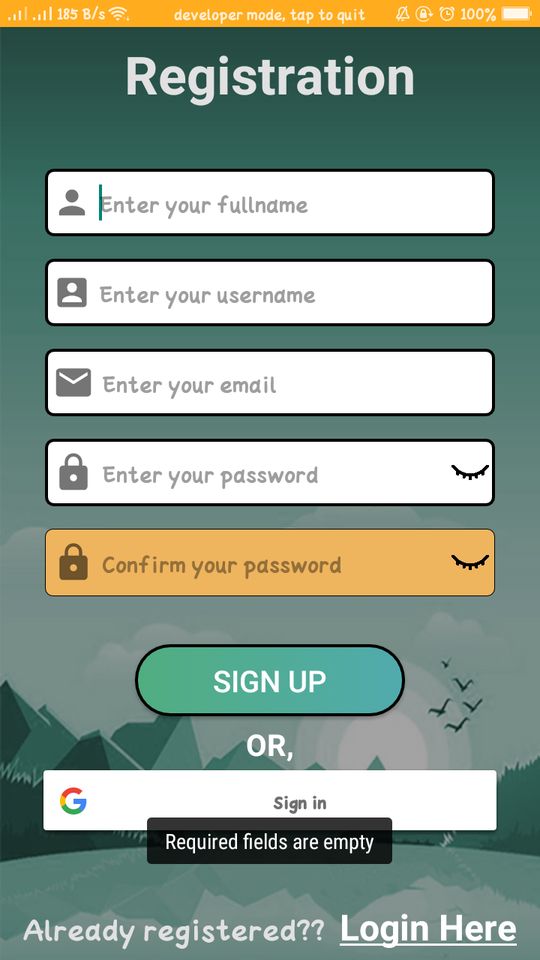 185 B/s developer mode, tap to quit 100%
Registration
Enter your fullname
Enter your username
Enter your email
Enter your password
Confirm your password
SIGN UP
OR,
G Sign in
Required fields are empty
Already registered?? Login Here